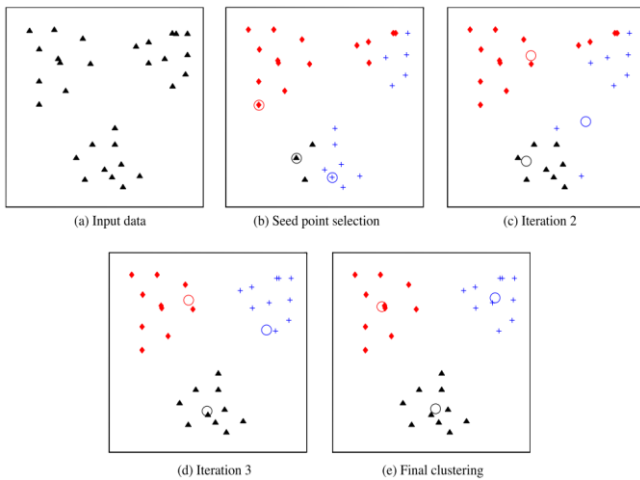 (a) Input data
(b) Seed point selection
(c) Iteration 2
(d) Iteration 3
(e) Final clustering